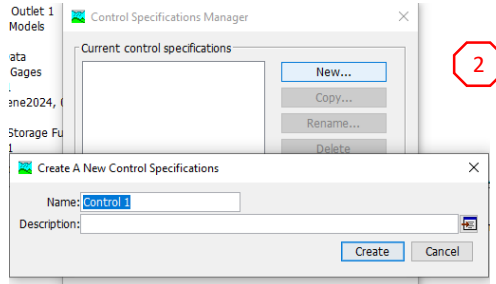 Outlet 1
Models
Control Specifications Manager
Current control specifications
ata
Gages
ene2024, (
Storage Fu
1
New...
Copy...
Rename...
Delete
2
Create A New Control Specifications
Name: Control 1
Description:
Create
Cancel